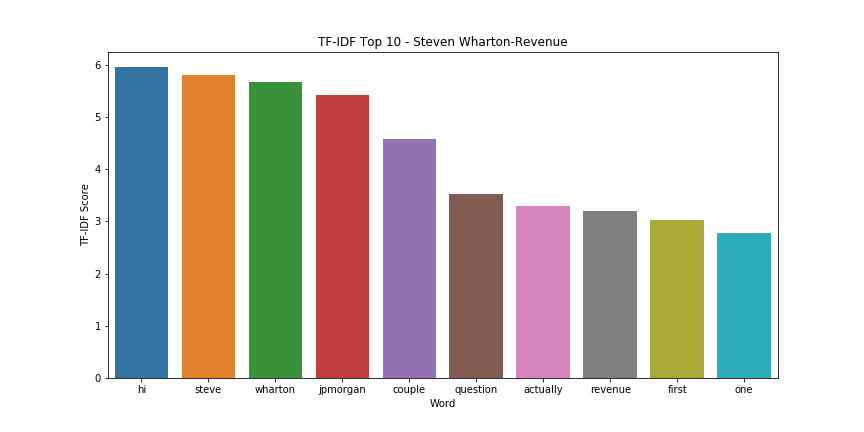 TF-IDF Top 10 - Steven Wharton-Revenue
6
5
4
3
2
1
0
TF-IDF Score
hi steve wharton jpmorgan couple question actually revenue first one
Word